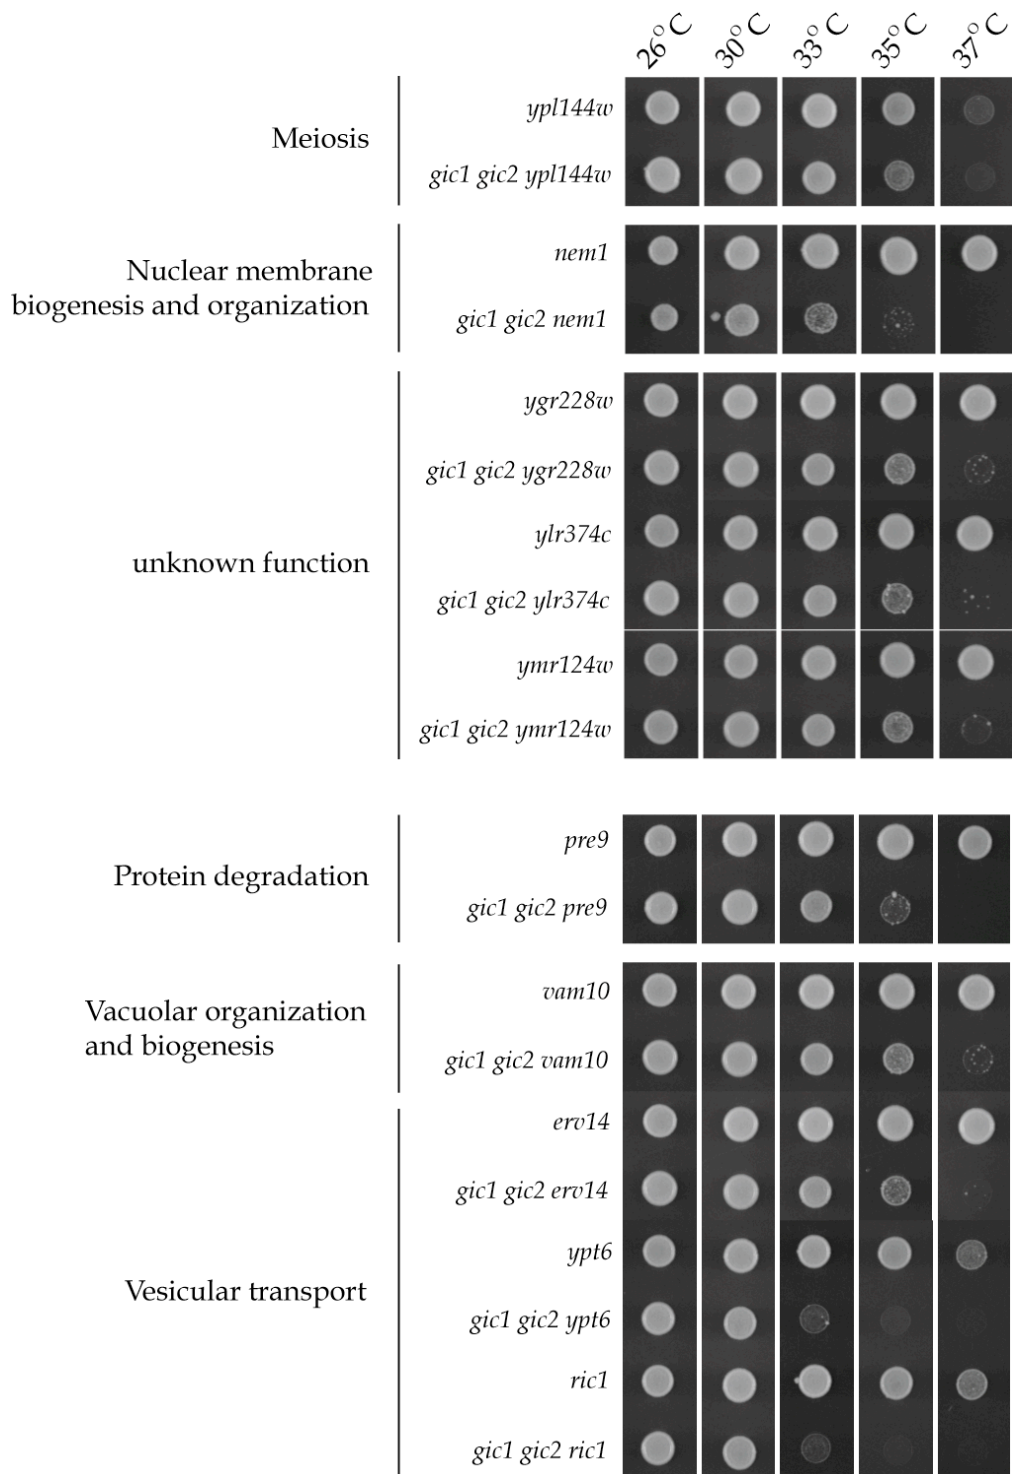 26°C 30°C 33°C 35°C 37°C
Meiosis
ypl144w
gic1 gic2 ypl144w
Nuclear membrane
biogenesis and organization
nem1
gic1 gic2 nem1
unknown function
ygr228w
gic1 gic2 ygr228w
ylr374c
gic1 gic2 ylr374c
ymr124w
gic1 gic2 ymr124w
Protein degradation
pre9
gic1 gic2 pre9
Vacuolar organization
and biogenesis
vam10
gic1 gic2 vam10
Vesicular transport
erv14
gic1 gic2 erv14
ypt6
gic1 gic2 ypt6
ric1
gic1 gic2 ric1